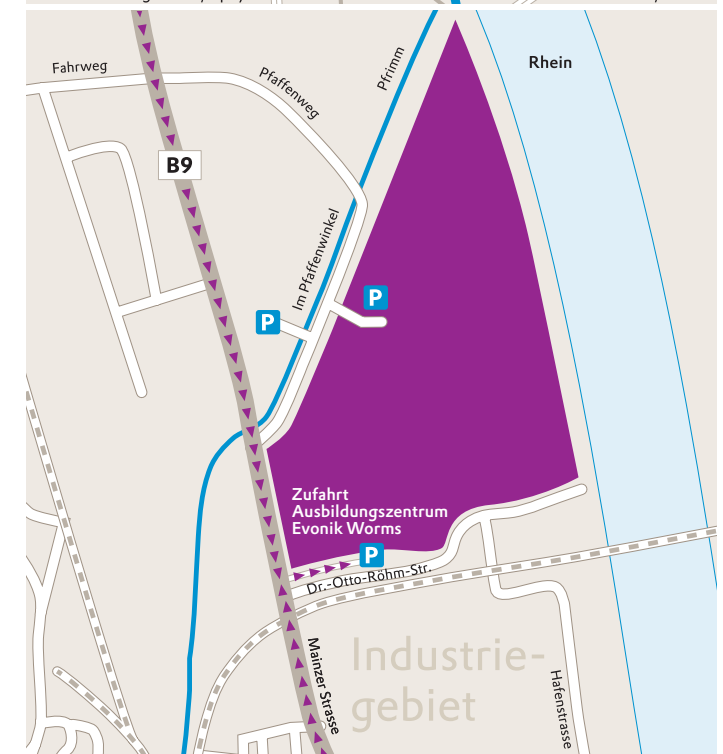 Rhein
Pfrimm
Fahrweg
Pfaffenweg
B9
Im Pfaffenwinkel
P
P
Zufahrt
Ausbildungszentrum
Evonik Worms
P
Dr.-Otto-Röhm-Str.
Industrie-
gebiet
Mainzer Strasse
Hafenstrasse